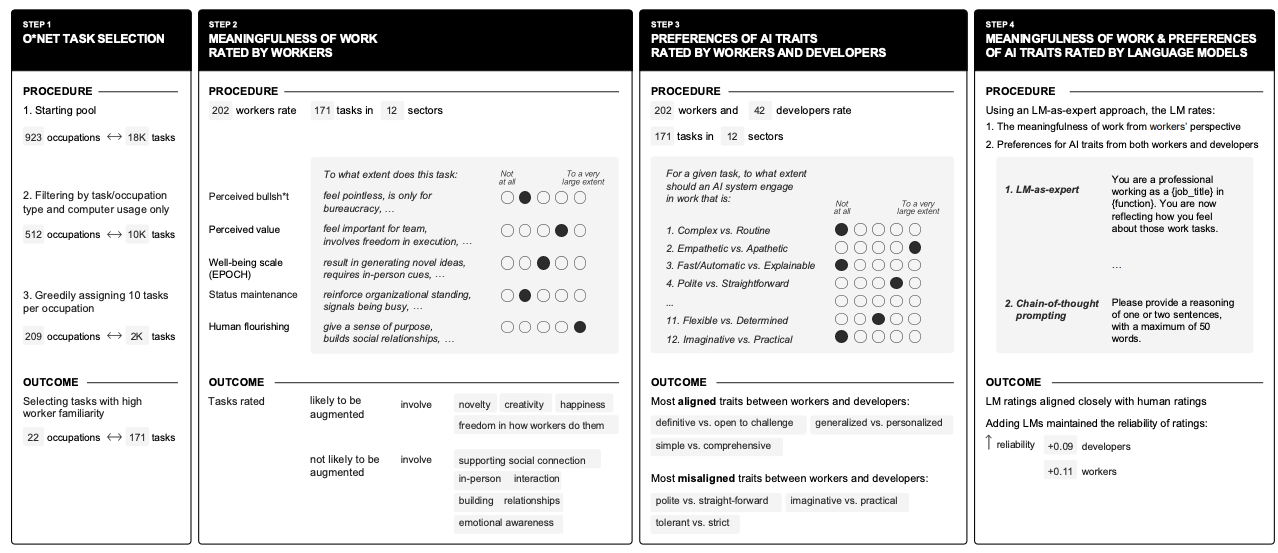 STEP 1
O*NET TASK SELECTION
PROCEDURE
1. Starting pool
923 occupations ↔ 18K tasks
2. Filtering by task/occupation
type and computer usage only
512 occupations ↔ 10K tasks
3. Greedily assigning 10 tasks
per occupation
209 occupations ↔ 2K tasks
OUTCOME
Selecting tasks with high
worker familiarity
22 occupations ↔ 171 tasks
STEP 2
MEANINGFULNESS OF WORK
RATED BY WORKERS
PROCEDURE
202 workers rate 171 tasks in 12 sectors
To what extent does this task:
Not
at all
To a very
large extent
Perceived bullsh*t
feel pointless, is only for
bureaucracy, …
Perceived value
feel important for team,
involves freedom in execution, …
Well-being scale
(EPOCH)
result in generating novel ideas,
requires in-person cues, …
Status maintenance
reinforce organizational standing,
signals being busy, …
Human flourishing
give a sense of purpose,
builds social relationships, …
OUTCOME
Tasks rated
likely to be
augmented
involve
novelty creativity happiness
freedom in how workers do them
not likely to be
augmented
involve
supporting social connection
in-person interaction
building relationships
emotional awareness
STEP 3
PREFERENCES OF AI TRAITS
RATED BY WORKERS AND DEVELOPERS
PROCEDURE
202 workers and 42 developers rate
171 tasks in 12 sectors
For a given task, to what extent
should an AI system engage
in work that is:
Not
at all
To a very
large extent
1. Complex vs. Routine
2. Empathetic vs. Apathetic
3. Fast/Automatic vs. Explainable
4. Polite vs. Straightforward
...
11. Flexible vs. Determined
12. Imaginative vs. Practical
OUTCOME
Most aligned traits between workers and developers:
definitive vs. open to challenge generalized vs. personalized
simple vs. comprehensive
Most misaligned traits between workers and developers:
polite vs. straight-forward imaginative vs. practical
tolerant vs. strict
STEP 4
MEANINGFULNESS OF WORK & PREFERENCES
OF AI TRAITS RATED BY LANGUAGE MODELS
PROCEDURE
Using an LM-as-expert approach, the LM rates:
1. The meaningfulness of work from workers' perspective
2. Preferences for AI traits from both workers and developers
1. LM-as-expert
You are a professional
working as a {job_title} in
{function}. You are now
reflecting how you feel
about those work tasks.
…
2. Chain-of-thought
prompting
Please provide a reasoning
of one or two sentences,
with a maximum of 50
words.
OUTCOME
LM ratings aligned closely with human ratings
Adding LMs maintained the reliability of ratings:
↑ reliability +0.09 developers
+0.11 workers